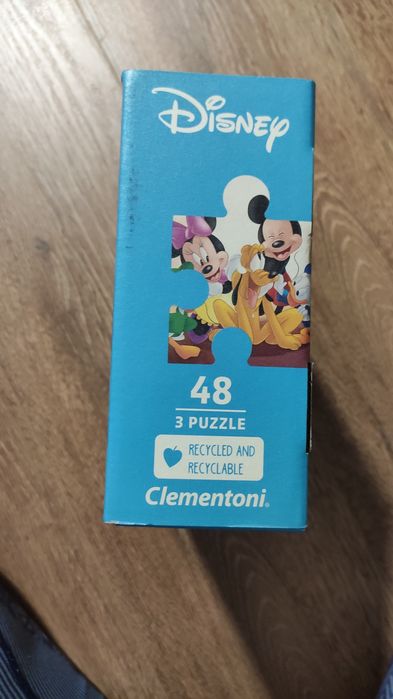 Disney
48
3 PUZZLE
RECYCLED AND
RECYCLABLE
Clementoni®